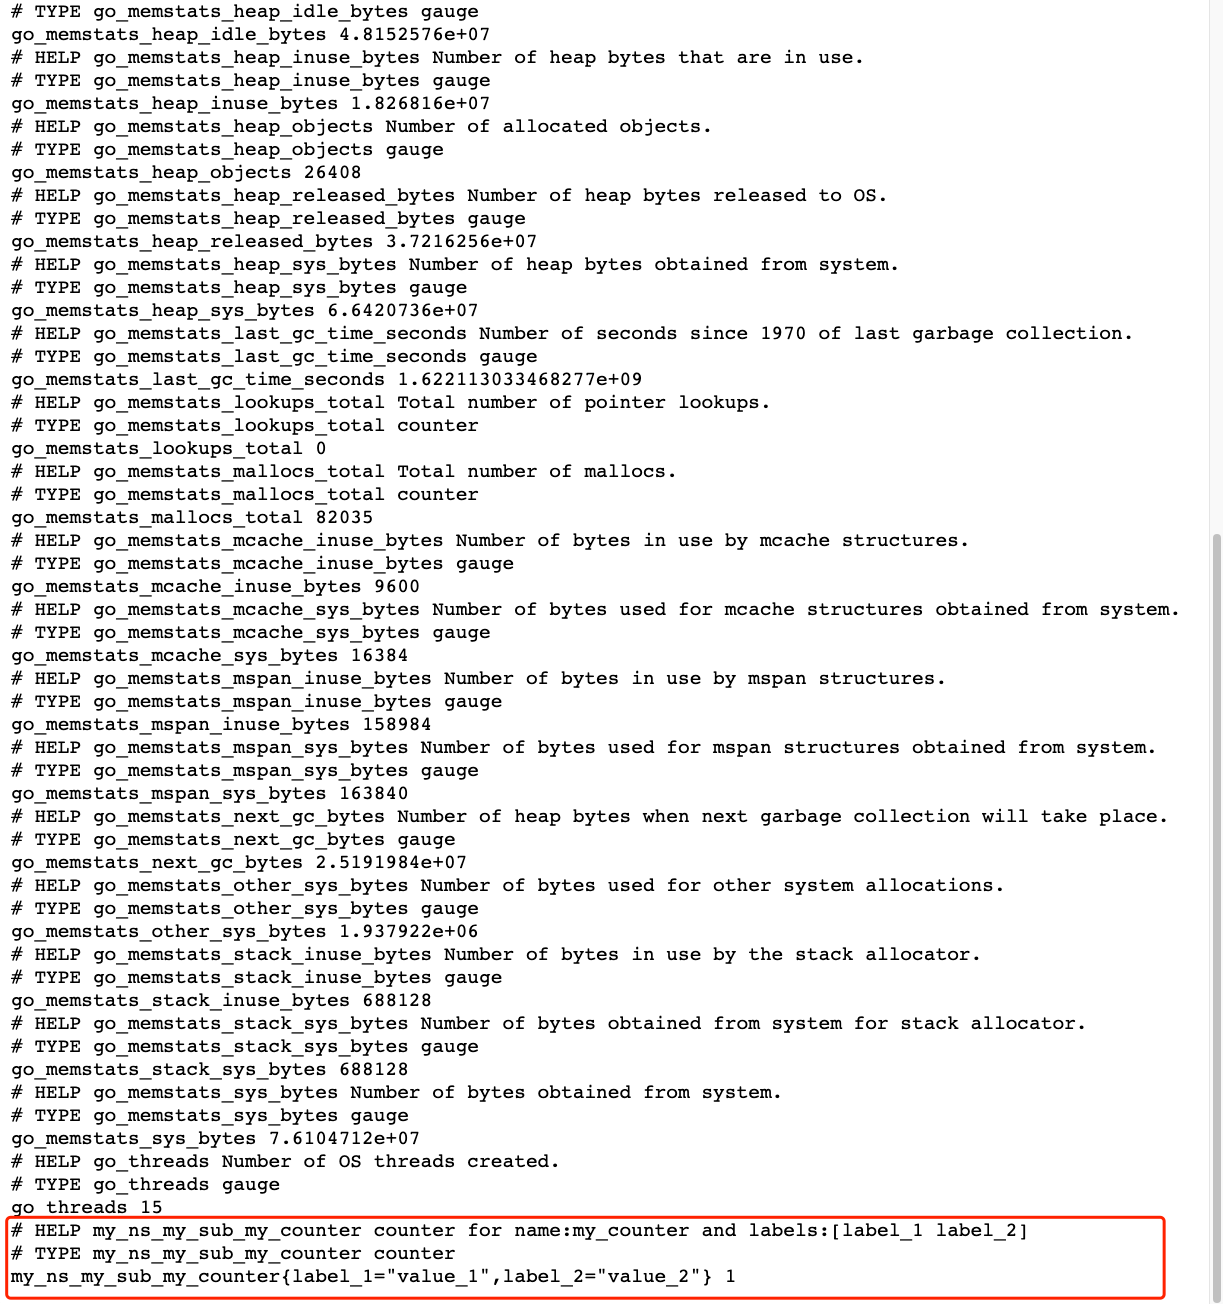 # TYPE go_memstats_heap_idle_bytes gauge
go_memstats_heap_idle_bytes 4.8152576e+07
# HELP go_memstats_heap_inuse_bytes Number of heap bytes that are in use.
# TYPE go_memstats_heap_inuse_bytes gauge
go_memstats_heap_inuse_bytes 1.826816e+07
# HELP go_memstats_heap_objects Number of allocated objects.
# TYPE go_memstats_heap_objects gauge
go_memstats_heap_objects 26408
# HELP go_memstats_heap_released_bytes Number of heap bytes released to OS.
# TYPE go_memstats_heap_released_bytes gauge
go_memstats_heap_released_bytes 3.7216256e+07
# HELP go_memstats_heap_sys_bytes Number of heap bytes obtained from system.
# TYPE go_memstats_heap_sys_bytes gauge
go_memstats_heap_sys_bytes 6.6420736e+07
# HELP go_memstats_last_gc_time_seconds Number of seconds since 1970 of last garbage collection.
# TYPE go_memstats_last_gc_time_seconds gauge
go_memstats_last_gc_time_seconds 1.622113033468277e+09
# HELP go_memstats_lookups_total Total number of pointer lookups.
# TYPE go_memstats_lookups_total counter
go_memstats_lookups_total 0
# HELP go_memstats_mallocs_total Total number of mallocs.
# TYPE go_memstats_mallocs_total counter
go_memstats_mallocs_total 82035
# HELP go_memstats_mcache_inuse_bytes Number of bytes in use by mcache structures.
# TYPE go_memstats_mcache_inuse_bytes gauge
go_memstats_mcache_inuse_bytes 9600
# HELP go_memstats_mcache_sys_bytes Number of bytes used for mcache structures obtained from system.
# TYPE go_memstats_mcache_sys_bytes gauge
go_memstats_mcache_sys_bytes 16384
# HELP go_memstats_mspan_inuse_bytes Number of bytes in use by mspan structures.
# TYPE go_memstats_mspan_inuse_bytes gauge
go_memstats_mspan_inuse_bytes 158984
# HELP go_memstats_mspan_sys_bytes Number of bytes used for mspan structures obtained from system.
# TYPE go_memstats_mspan_sys_bytes gauge
go_memstats_mspan_sys_bytes 163840
# HELP go_memstats_next_gc_bytes Number of heap bytes when next garbage collection will take place.
# TYPE go_memstats_next_gc_bytes gauge
go_memstats_next_gc_bytes 2.5191984e+07
# HELP go_memstats_other_sys_bytes Number of bytes used for other system allocations.
# TYPE go_memstats_other_sys_bytes gauge
go_memstats_other_sys_bytes 1.937922e+06
# HELP go_memstats_stack_inuse_bytes Number of bytes in use by the stack allocator.
# TYPE go_memstats_stack_inuse_bytes gauge
go_memstats_stack_inuse_bytes 688128
# HELP go_memstats_stack_sys_bytes Number of bytes obtained from system for stack allocator.
# TYPE go_memstats_stack_sys_bytes gauge
go_memstats_stack_sys_bytes 688128
# HELP go_memstats_sys_bytes Number of bytes obtained from system.
# TYPE go_memstats_sys_bytes gauge
go_memstats_sys_bytes 7.6104712e+07
# HELP go_threads Number of OS threads created.
# TYPE go_threads gauge
go_threads 15
# HELP my_ns_my_sub_my_counter counter for name:my_counter and labels:[label_1 label_2]
# TYPE my_ns_my_sub_my_counter counter
my_ns_my_sub_my_counter{label_1="value_1",label_2="value_2"} 1